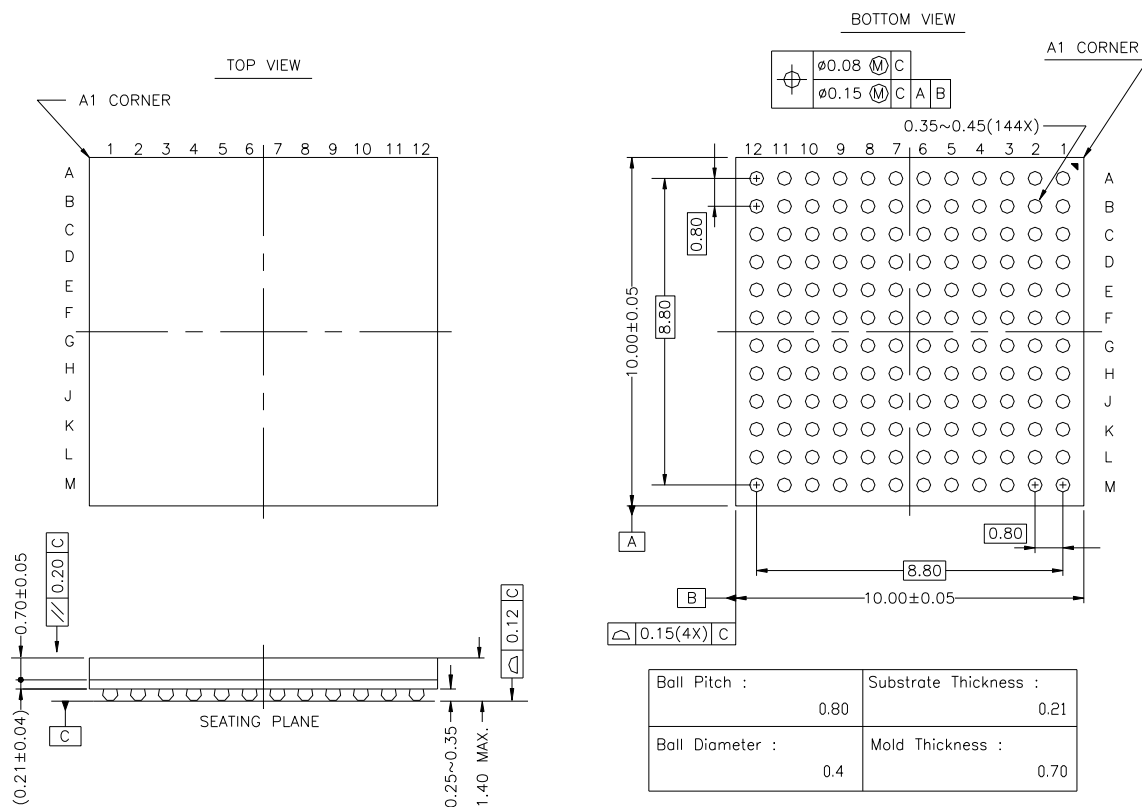 TOP VIEW
A1 CORNER
1 2 3 4 5 6 7 8 9 10 11 12
A
B
C
D
E
F
G
H
J
K
L
M
BOTTOM VIEW
A1 CORNER
⌀0.08 Ⓜ C
⌀0.15 Ⓜ C A B
0.35~0.45(144X)
12 11 10 9 8 7 6 5 4 3 2 1
A
B
C
D
E
F
G
H
J
K
L
M
0.80
8.80
10.00±0.05
A
0.80
8.80
B
10.00±0.05
0.15(4X) C
0.70±0.05
// 0.20 C
(0.21±0.04)
C
SEATING PLANE
0.12 C
0.25~0.35
1.40 MAX.
Ball Pitch :
0.80
Substrate Thickness :
0.21
Ball Diameter :
0.4
Mold Thickness :
0.70